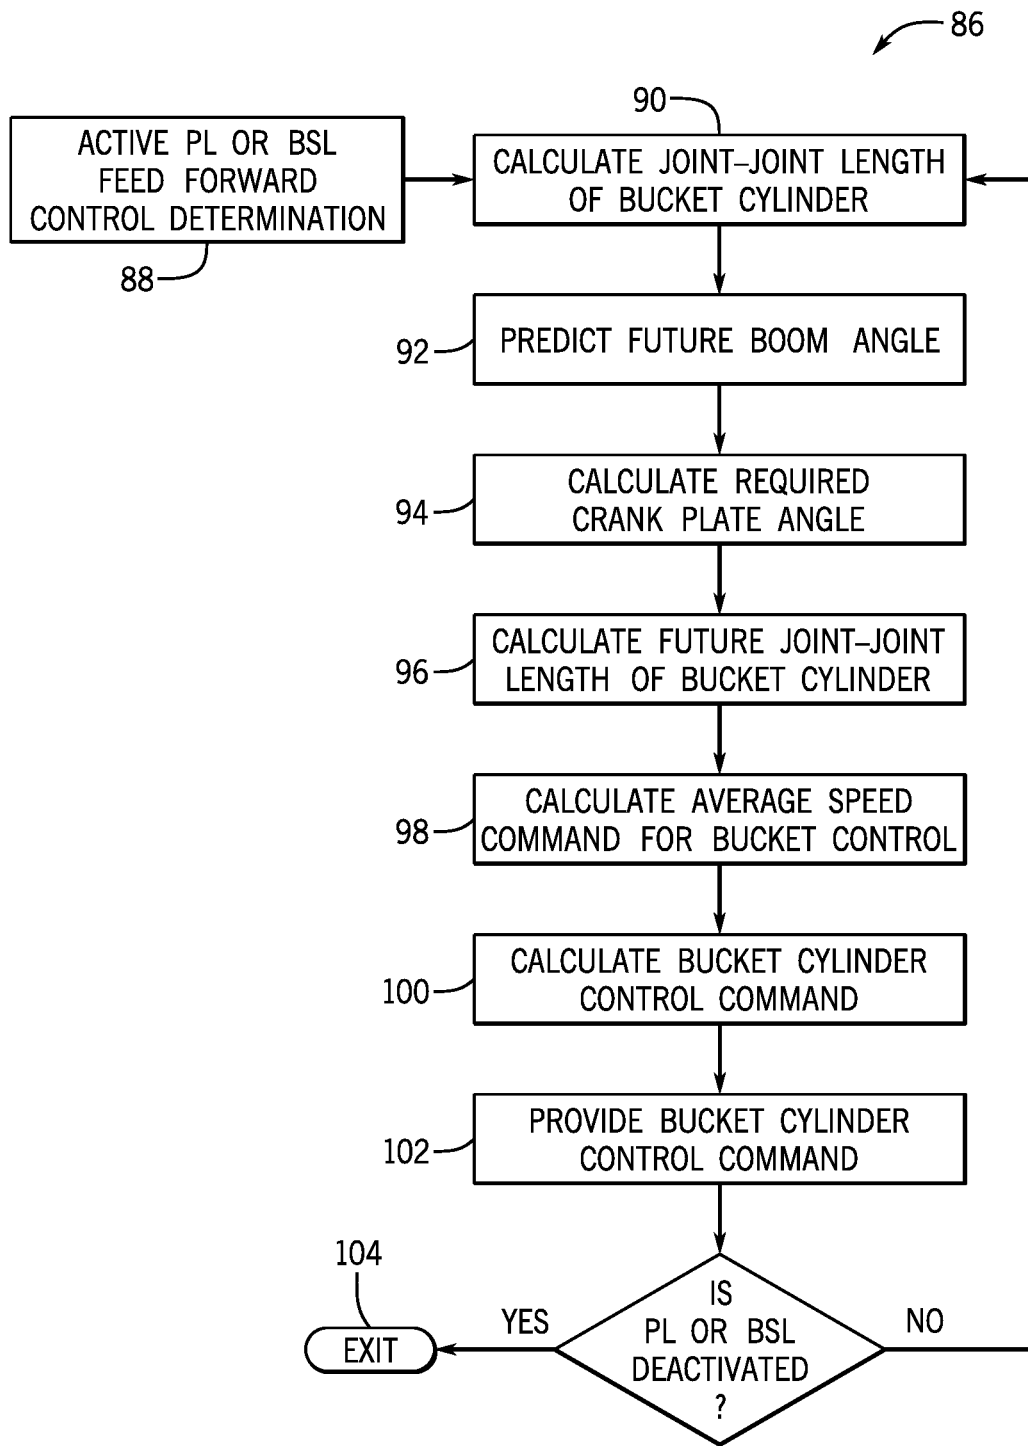 86
90
ACTIVE PL OR BSL
FEED FORWARD
CONTROL DETERMINATION
88
CALCULATE JOINT–JOINT LENGTH
OF BUCKET CYLINDER
92
PREDICT FUTURE BOOM ANGLE
94
CALCULATE REQUIRED
CRANK PLATE ANGLE
96
CALCULATE FUTURE JOINT–JOINT
LENGTH OF BUCKET CYLINDER
98
CALCULATE AVERAGE SPEED
COMMAND FOR BUCKET CONTROL
100
CALCULATE BUCKET CYLINDER
CONTROL COMMAND
102
PROVIDE BUCKET CYLINDER
CONTROL COMMAND
104
EXIT
YES
IS
PL OR BSL
DEACTIVATED
?
NO